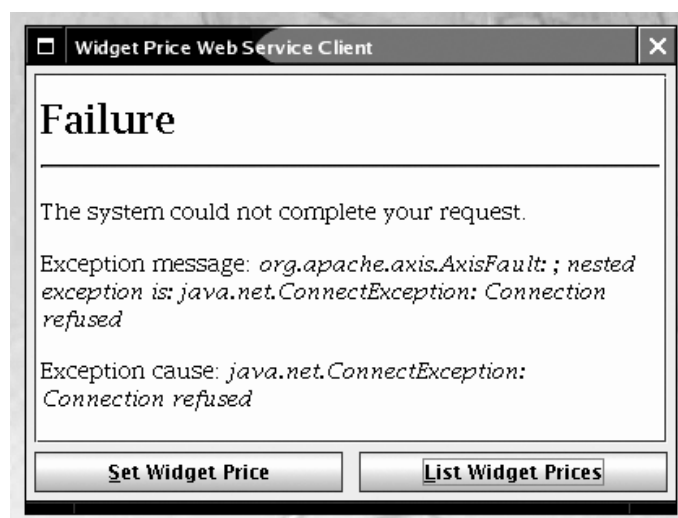 Widget Price Web Service Client
Failure
The system could not complete your request.
Exception message: org.apache.axis.AxisFault: ; nested
exception is: java.net.ConnectException: Connection
refused
Exception cause: java.net.ConnectException:
Connection refused
Set Widget Price
List Widget Prices